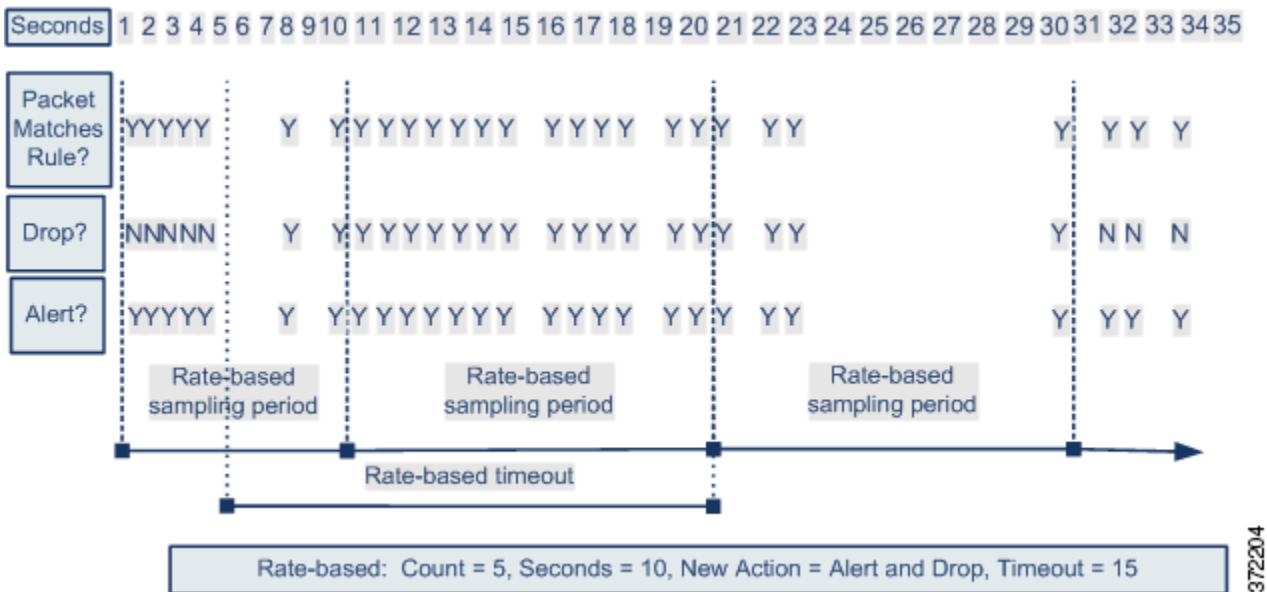 Seconds 1 2 3 4 5 6 7 8 9 10 11 12 13 14 15 16 17 18 19 20 21 22 23 24 25 26 27 28 29 30 31 32 33 34 35
Packet
Matches
Rule?
YYYYY Y Y Y Y Y Y Y Y Y Y Y Y Y Y Y Y Y Y Y Y Y Y
Drop?
NNNNN Y Y Y Y Y Y Y Y Y Y Y Y Y Y Y Y Y Y Y N N N
Alert?
YYYYY Y Y Y Y Y Y Y Y Y Y Y Y Y Y Y Y Y Y Y Y Y Y
Rate-based
sampling period
Rate-based
sampling period
Rate-based
sampling period
Rate-based timeout
Rate-based: Count = 5, Seconds = 10, New Action = Alert and Drop, Timeout = 15
372204